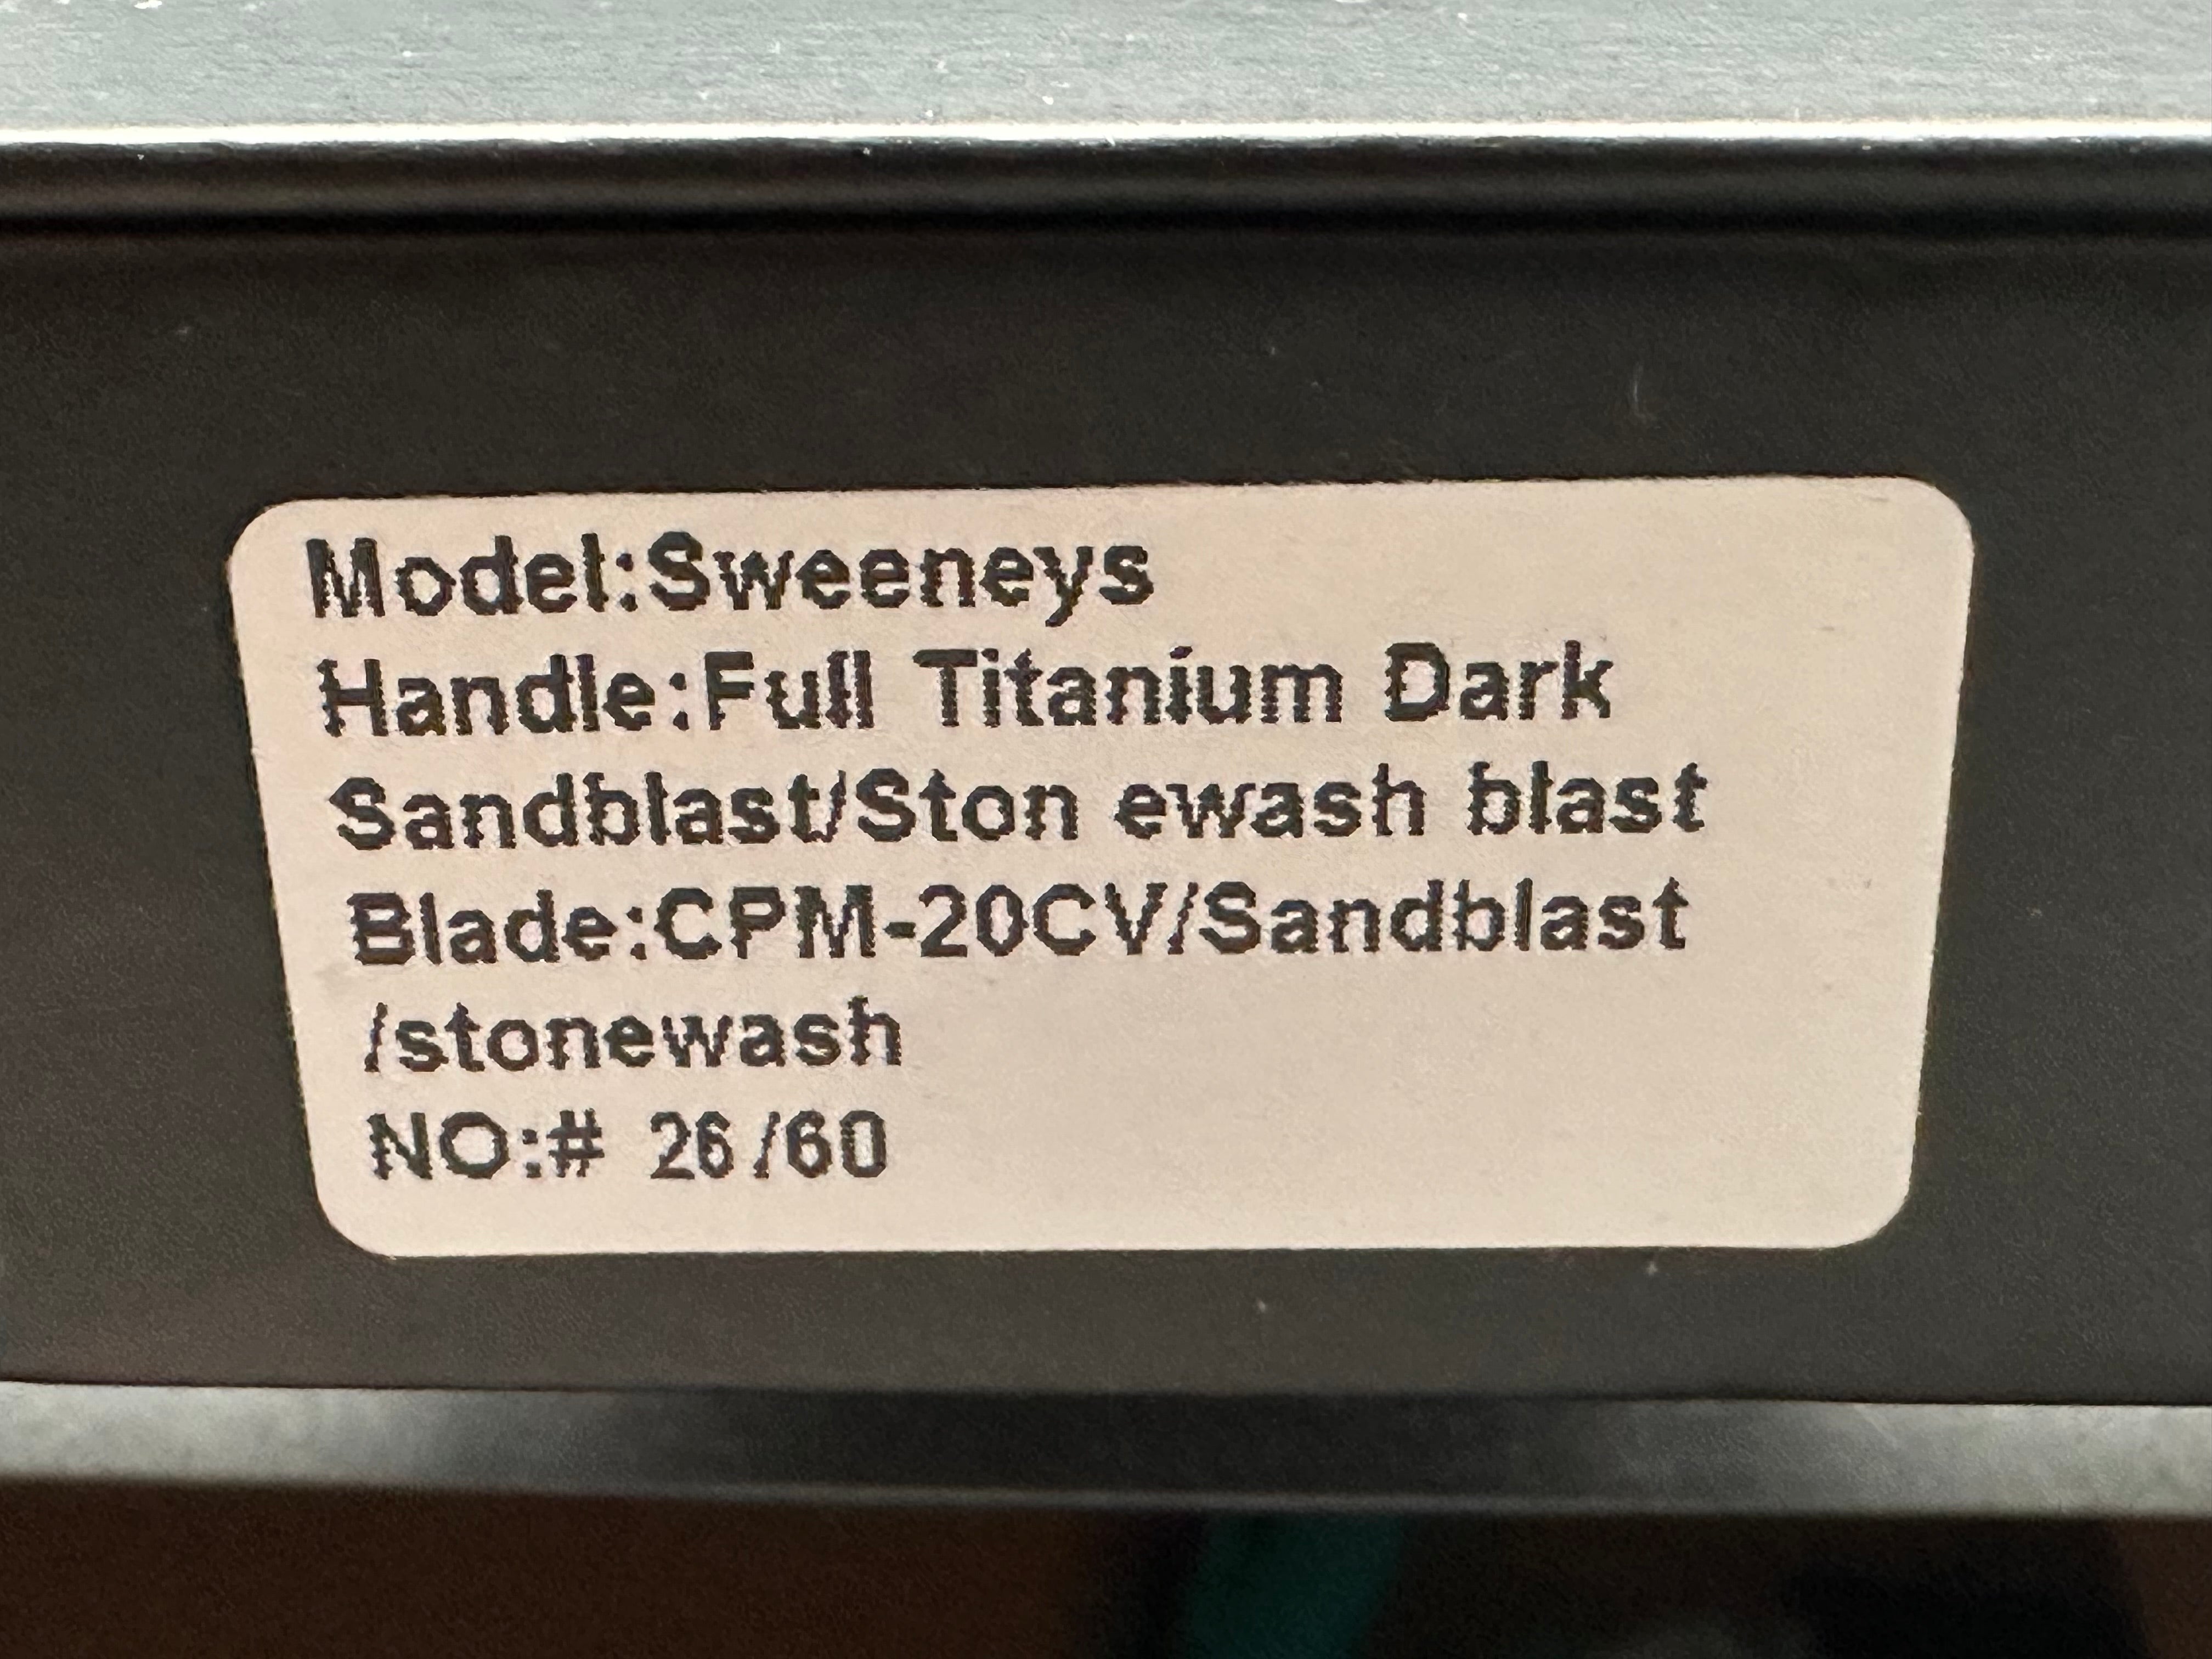 Model:Sweeneys
Handle:Full Titanium Dark
Sandblast/Ston ewash blast
Blade:CPM-20CV/Sandblast
/stonewash
NO:# 26/60